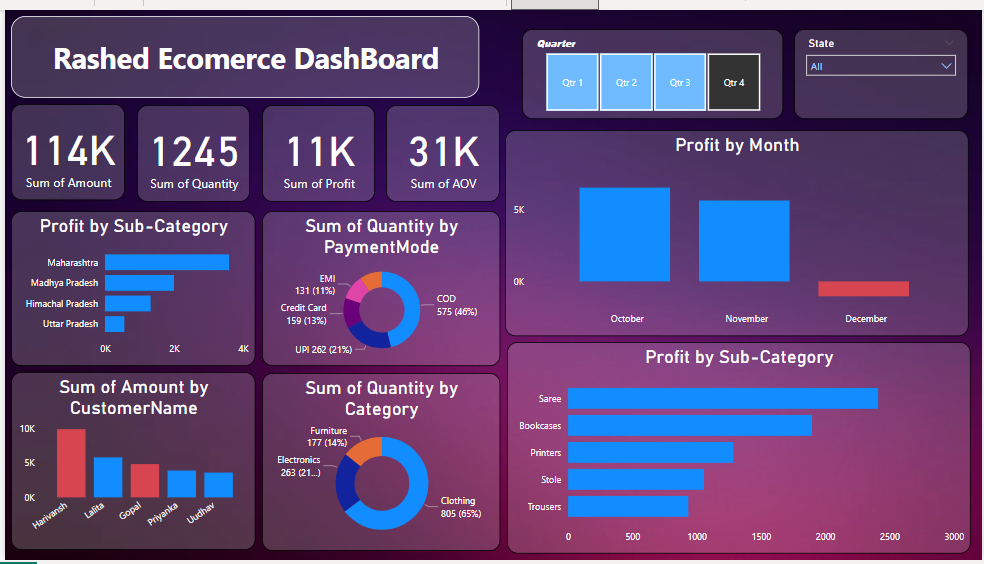 Rashed Ecomerce DashBoard
Quarter
Qtr 1
Qtr 2
Qtr 3
Qtr 4
State
All
114K
Sum of Amount
1245
Sum of Quantity
11K
Sum of Profit
31K
Sum of AOV
Profit by Month
5K
0K
October
November
December
Profit by Sub-Category
Maharashtra
Madhya Pradesh
Himachal Pradesh
Uttar Pradesh
0K
2K
4K
Sum of Quantity by
PaymentMode
EMI
131 (11%)
Credit Card
159 (13%)
UPI 262 (21%)
COD
575 (46%)
Profit by Sub-Category
Saree
Bookcases
Printers
Stole
Trousers
0
500
1000
1500
2000
2500
3000
Sum of Amount by
CustomerName
10K
5K
0K
Harivansh
Lalita
Gopal
Priyanka
Uudhav
Sum of Quantity by
Category
Furniture
177 (14%)
Electronics
263 (21...)
Clothing
805 (65%)